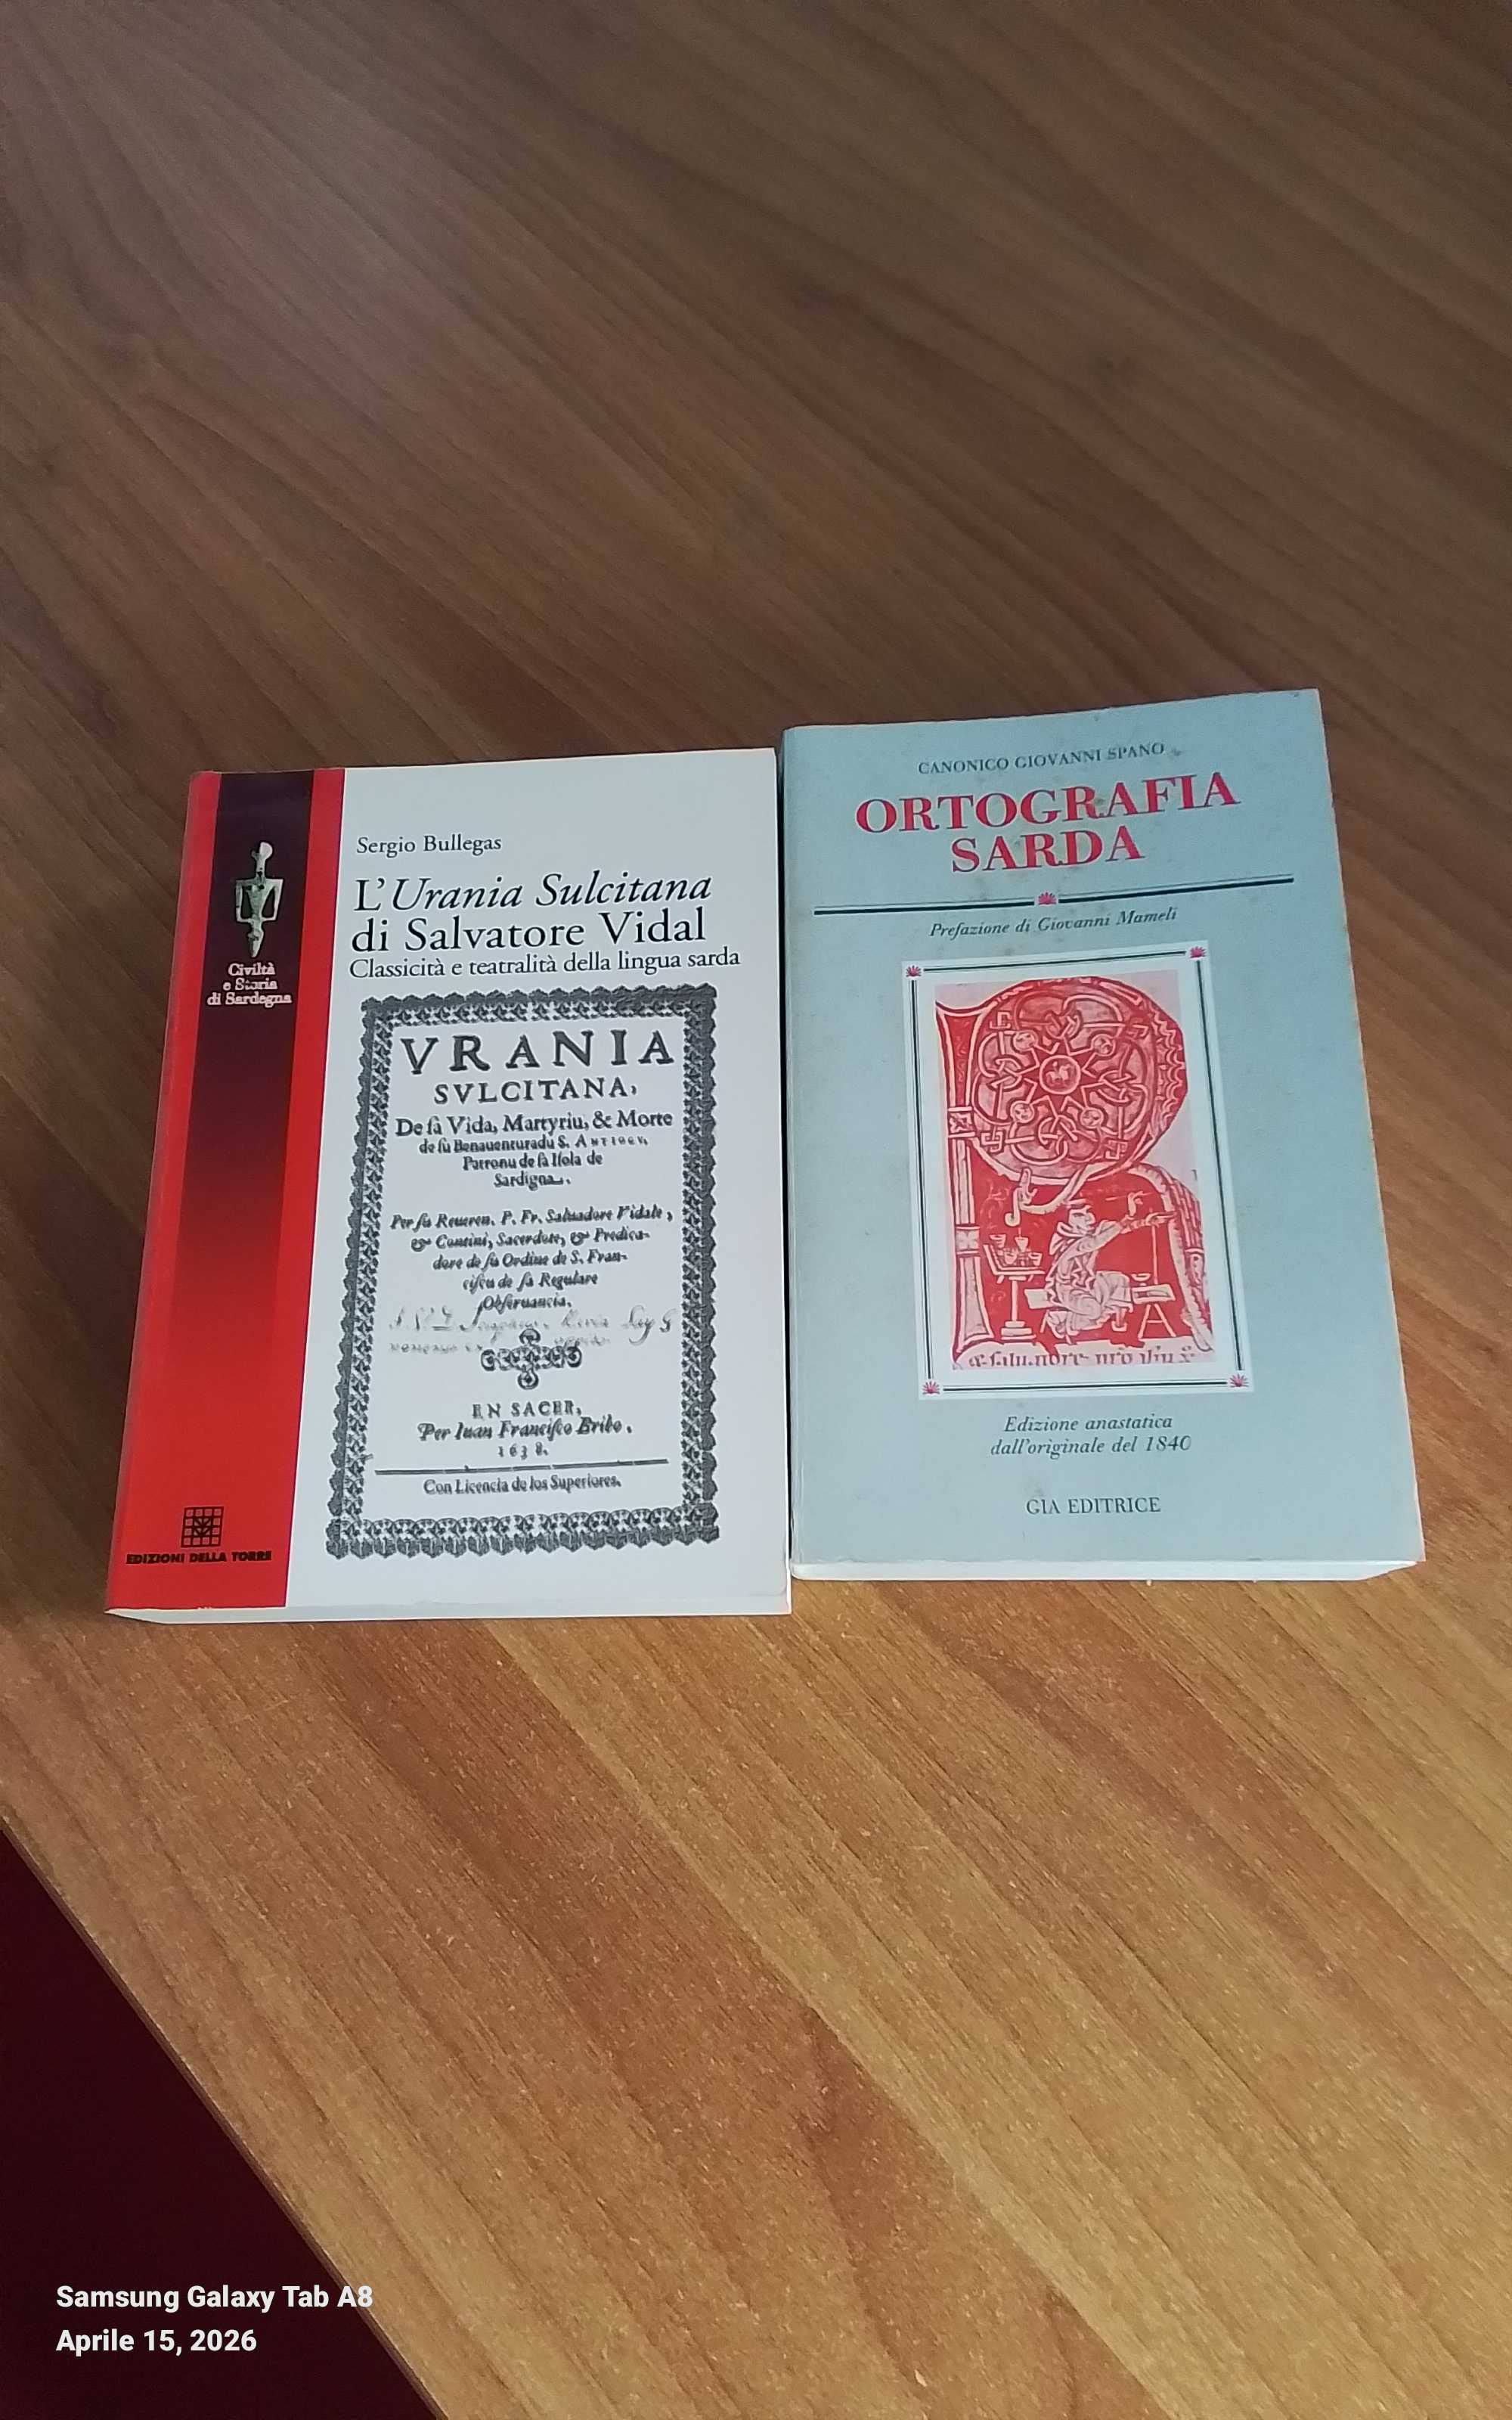 Civiltà
e Storia
di Sardegna
EDIZIONI DELLA TORRE
Sergio Bullegas
L'Urania Sulcitana
di Salvatore Vidal
Classicità e teatralità della lingua sarda
VRANIA
SVLCITANA,
De ſa Vida, Martyriu, & Morte
de ſu Benauenturadu S. ANTIOGV,
Patronu de ſa Iſola de
Sardigna.
Per ſu Reueren. P. Fr. Saluadore Vidale,
& Contini, Sacerdote, & Predica-
dore de ſu Ordine de S. Fran-
ciſcu de ſa Regulare
Obſeruancia.
EN SACER,
Per Iuan Franciſco Bribo.
1638.
Con Licencia de los Superiores.
CANONICO GIOVANNI SPANO
ORTOGRAFIA
SARDA
Prefazione di Giovanni Mameli
Edizione anastatica
dall'originale del 1840
GIA EDITRICE
Samsung Galaxy Tab A8
Aprile 15, 2026